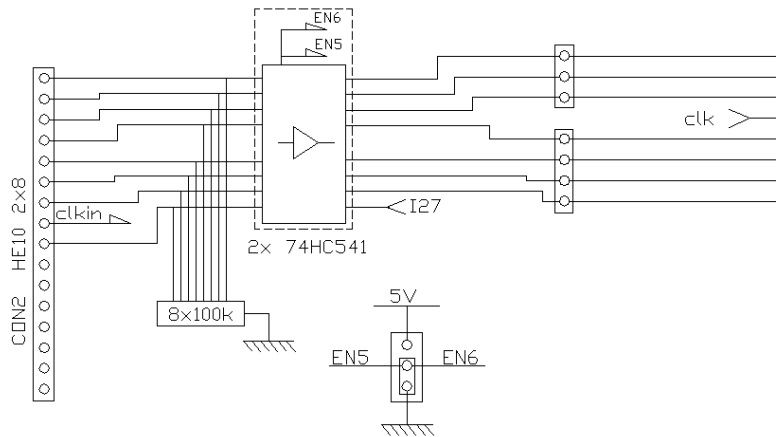 EN6
EN5
clk
CON2 HE10 2x8
clkin
I27
2x 74HC541
8x100k
5V
EN5 EN6